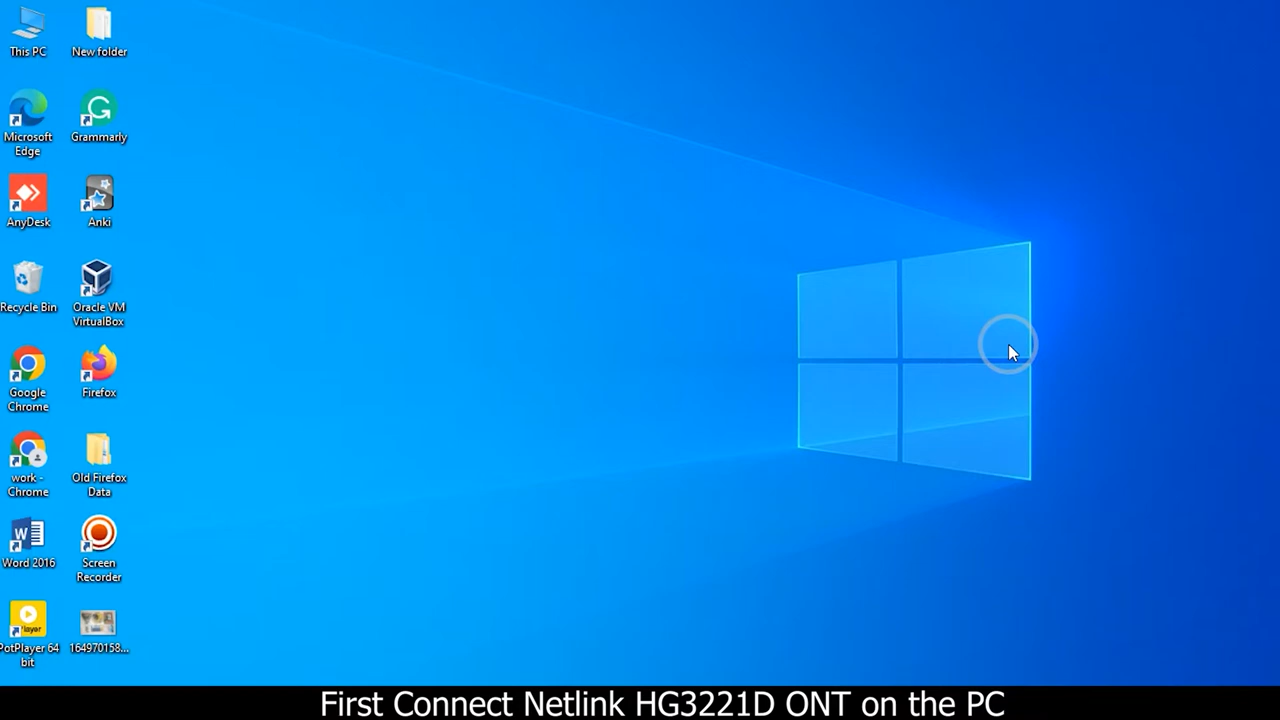 This PC
New folder
Microsoft
Edge
Grammarly
AnyDesk
Anki
Recycle Bin
Oracle VM
VirtualBox
Google
Chrome
Firefox
work -
Chrome
Old Firefox
Data
Word 2016
Screen
Recorder
PotPlayer 64
bit
164970158...
First Connect Netlink HG3221D ONT on the PC